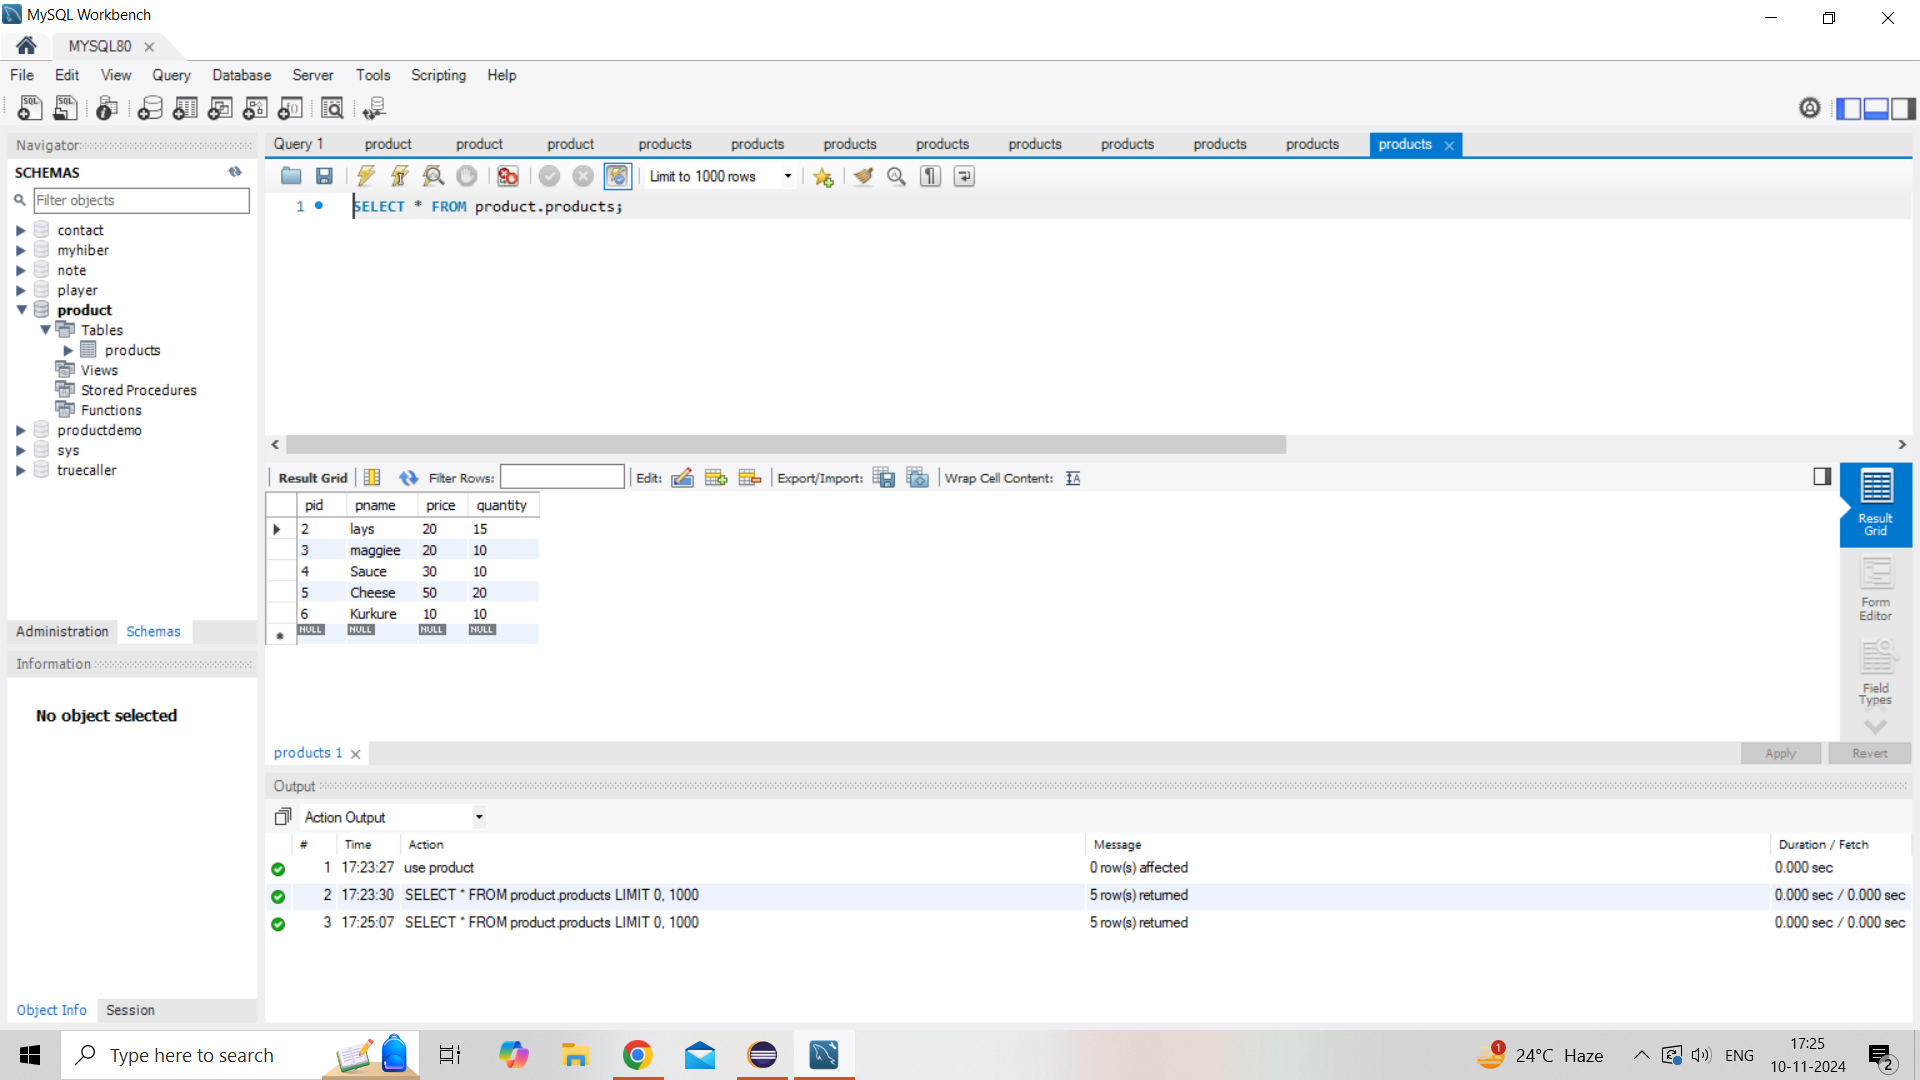 MySQL Workbench
MYSQL80
File Edit View Query Database Server Tools Scripting Help
Navigator
SCHEMAS
Filter objects
contact
myhiber
note
player
product
Tables
products
Views
Stored Procedures
Functions
productdemo
sys
truecaller
Administration Schemas
Information
No object selected
Object Info Session
Query 1 product product product products products products products products products products products products
Limit to 1000 rows
1 SELECT * FROM product.products;
Result Grid Filter Rows: Edit: Export/Import: Wrap Cell Content:
pid pname price quantity
2 lays 20 15
3 maggiee 20 10
4 Sauce 30 10
5 Cheese 50 20
6 Kurkure 10 10
NULL NULL NULL NULL
Result
Grid
Form
Editor
Field
Types
products 1
Apply Revert
Output
Action Output
# Time Action Message Duration / Fetch
1 17:23:27 use product 0 row(s) affected 0.000 sec
2 17:23:30 SELECT * FROM product.products LIMIT 0, 1000 5 row(s) returned 0.000 sec / 0.000 sec
3 17:25:07 SELECT * FROM product.products LIMIT 0, 1000 5 row(s) returned 0.000 sec / 0.000 sec
Type here to search
1
24°C Haze
ENG
17:25
10-11-2024
2